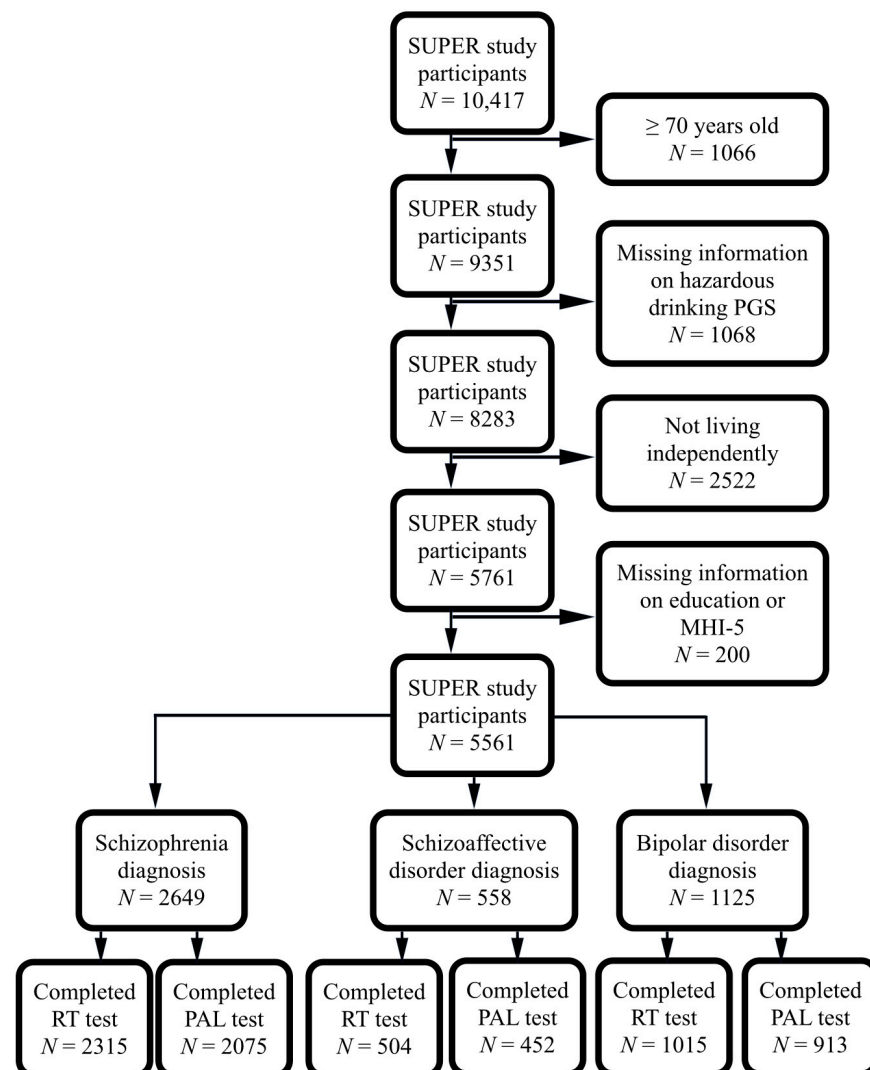 SUPER study
participants
N = 10,417
≥ 70 years old
N = 1066
SUPER study
participants
N = 9351
Missing information
on hazardous
drinking PGS
N = 1068
SUPER study
participants
N = 8283
Not living
independently
N = 2522
SUPER study
participants
N = 5761
Missing information
on education or
MHI-5
N = 200
SUPER study
participants
N = 5561
Schizophrenia
diagnosis
N = 2649
Schizoaffective
disorder diagnosis
N = 558
Bipolar disorder
diagnosis
N = 1125
Completed
RT test
N = 2315
Completed
PAL test
N = 2075
Completed
RT test
N = 504
Completed
PAL test
N = 452
Completed
RT test
N = 1015
Completed
PAL test
N = 913